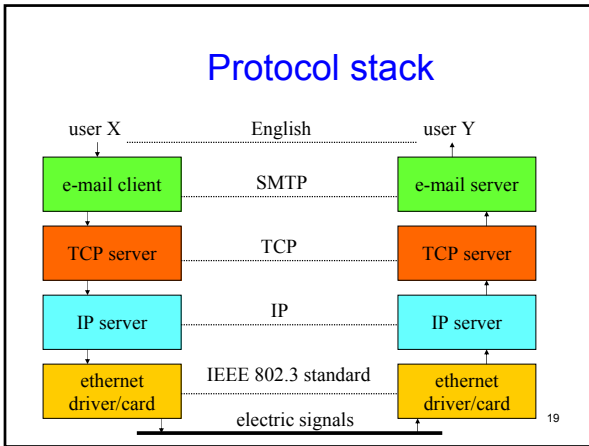 Protocol stack
user X English user Y
e-mail client SMTP e-mail server
TCP server TCP TCP server
IP server IP IP server
IEEE 802.3 standard
ethernet driver/card ethernet driver/card
electric signals
19